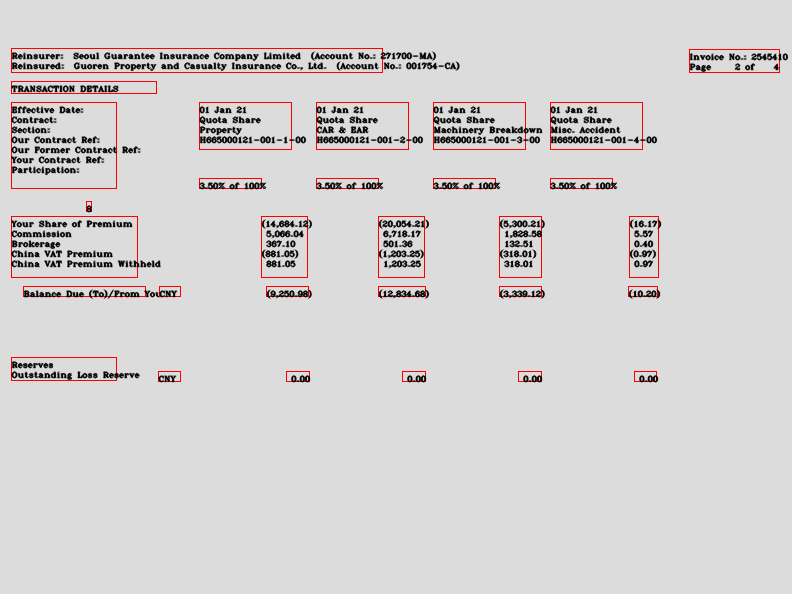 Reinsurer: Seoul Guarantee Insurance Company Limited (Account No.: 271700-MA)
Reinsured: Guoren Property and Casualty Insurance Co., Ltd. (Account No.: 001754-CA)
Invoice No.: 2545410
Page 2 of 4
TRANSACTION DETAILS
Effective Date: 01 Jan 21 01 Jan 21 01 Jan 21 01 Jan 21
Contract: Quota Share Quota Share Quota Share Quota Share
Section: Property CAR & EAR Machinery Breakdown Misc. Accident
Our Contract Ref: H665000121-001-1-00 H665000121-001-2-00 H665000121-001-3-00 H665000121-001-4-00
Our Former Contract Ref:
Your Contract Ref:
Participation:
3.50% of 100% 3.50% of 100% 3.50% of 100% 3.50% of 100%
Your Share of Premium (14,684.12) (20,054.21) (5,300.21) (16.17)
Commission 5,066.04 6,718.17 1,828.58 5.57
Brokerage 367.10 501.36 132.51 0.40
China VAT Premium (881.05) (1,203.25) (318.01) (0.97)
China VAT Premium Withheld 881.05 1,203.25 318.01 0.97
Balance Due (To)/From You CNY (9,250.98) (12,834.68) (3,339.12) (10.20)
Reserves
Outstanding Loss Reserve CNY 0.00 0.00 0.00 0.00